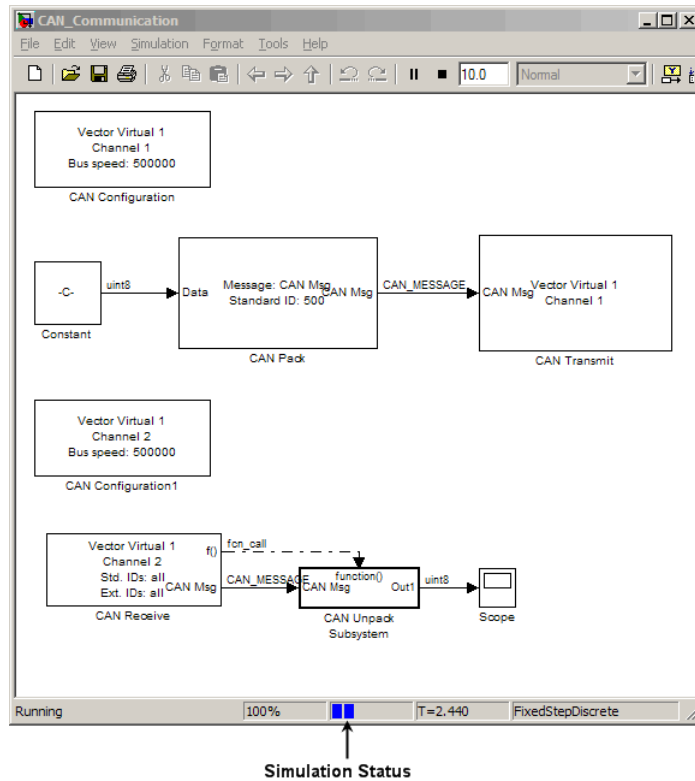 CAN_Communication
File Edit View Simulation Format Tools Help
10.0 Normal
Vector Virtual 1
Channel 1
Bus speed: 500000
CAN Configuration
-C-
Constant
uint8
Data
Message: CAN Msg
Standard ID: 500
CAN Msg
CAN Pack
CAN_MESSAGE
CAN Msg
Vector Virtual 1
Channel 1
CAN Transmit
Vector Virtual 1
Channel 2
Bus speed: 500000
CAN Configuration1
Vector Virtual 1
Channel 2
Std. IDs: all
Ext. IDs: all
f()
CAN Msg
CAN Receive
fcn_call
CAN_MESSAGE
function()
CAN Msg
Out1
CAN Unpack
Subsystem
uint8
Scope
Running 100% T=2.440 FixedStepDiscrete
Simulation Status